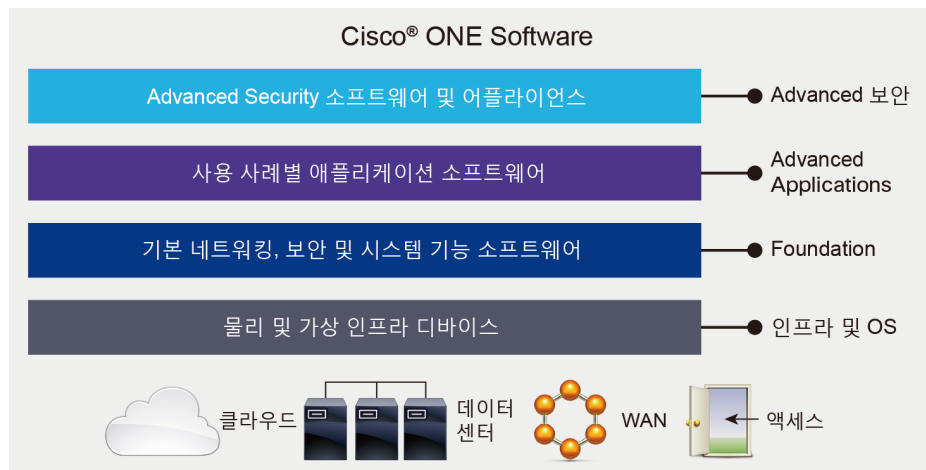 Cisco® ONE Software
Advanced Security 소프트웨어 및 어플라이언스
Advanced 보안
사용 사례별 애플리케이션 소프트웨어
Advanced
Applications
기본 네트워킹, 보안 및 시스템 기능 소프트웨어
Foundation
물리 및 가상 인프라 디바이스
인프라 및 OS
클라우드
데이터
센터
WAN
액세스